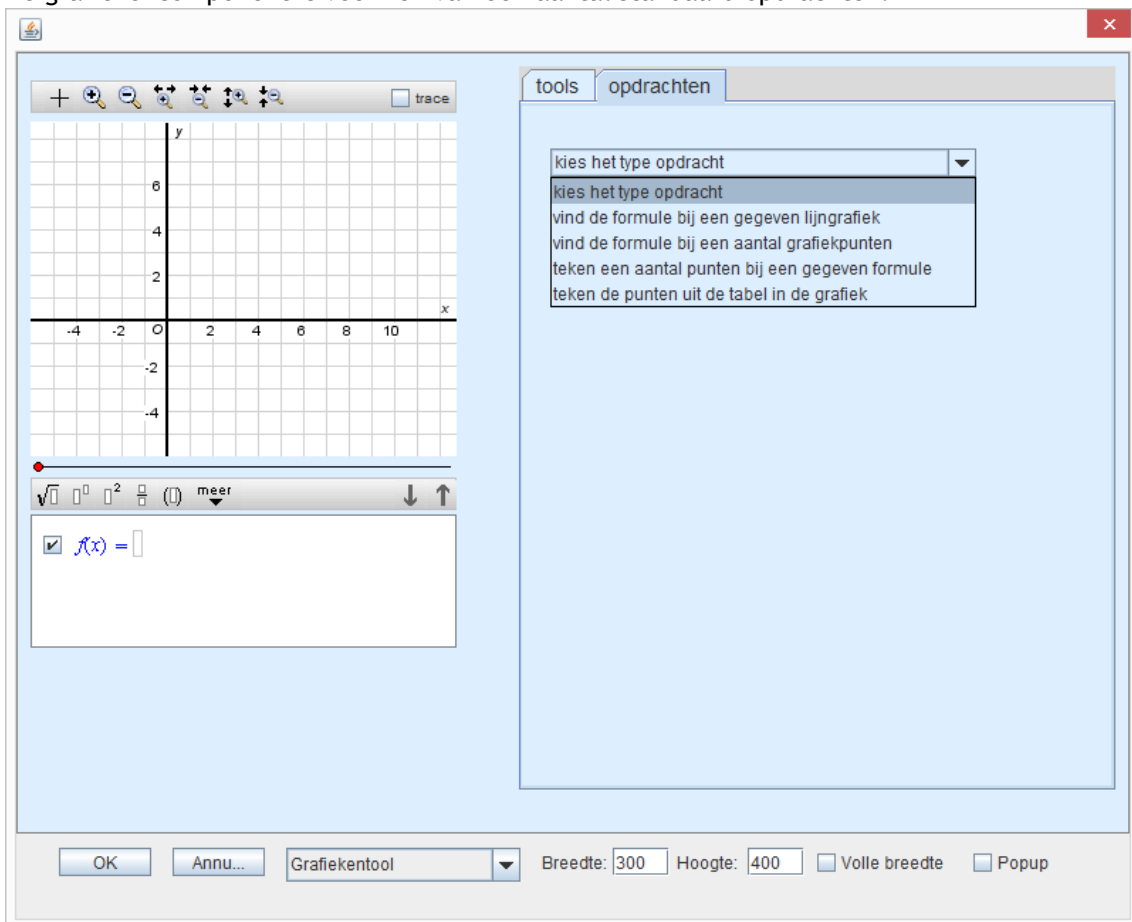 trace
y
6
4
2
x
-4 -2 O 2 4 6 8 10
-2
-4
meer
f(x) =
tools opdrachten
kies het type opdracht
kies het type opdracht
vind de formule bij een gegeven lijngrafiek
vind de formule bij een aantal grafiekpunten
teken een aantal punten bij een gegeven formule
teken de punten uit de tabel in de grafiek
OK Annu... Grafiekentool Breedte: 300 Hoogte: 400 Volle breedte Popup